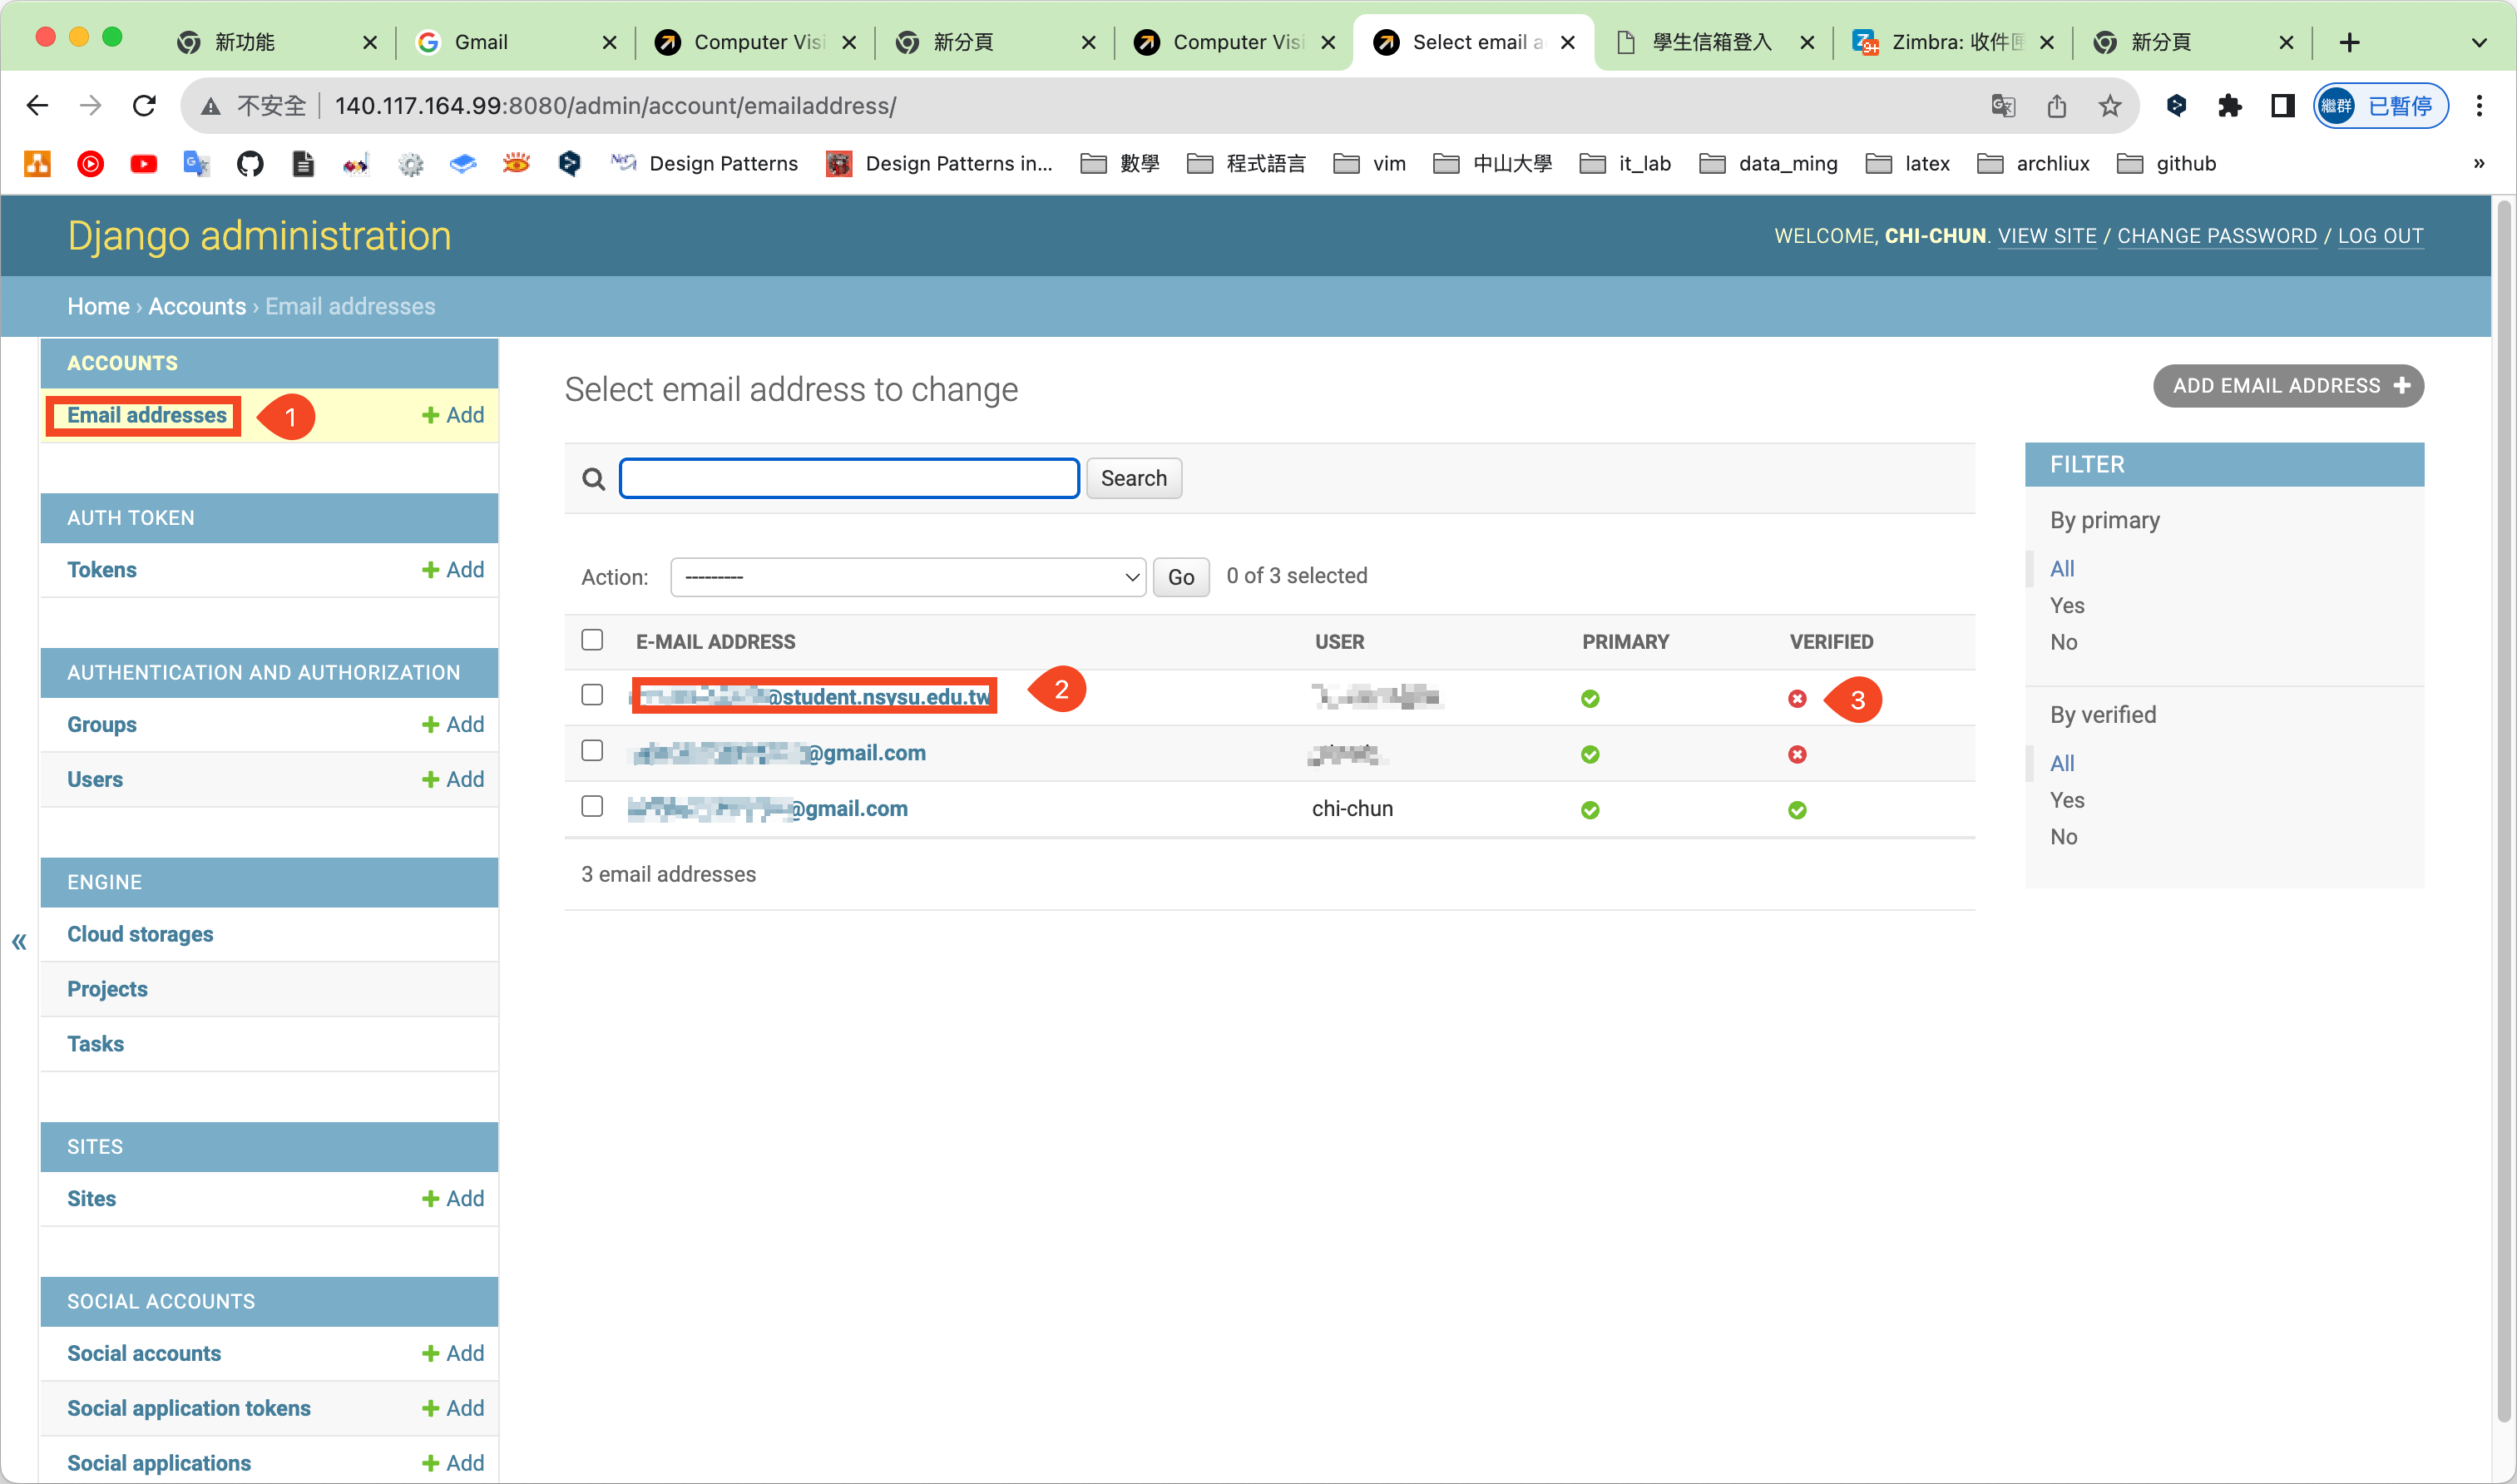 新功能 Gmail Computer Visi 新分頁 Computer Visi Select email a 學生信箱登入 Zimbra: 收件匣 新分頁
不安全 140.117.164.99:8080/admin/account/emailaddress/ 繼群 已暫停
Design Patterns Design Patterns in... 數學 程式語言 vim 中山大學 it_lab data_ming latex archliux github »
Django administration
WELCOME, CHI-CHUN. VIEW SITE / CHANGE PASSWORD / LOG OUT
Home › Accounts › Email addresses
ACCOUNTS
Email addresses 1 Add
AUTH TOKEN
Tokens Add
AUTHENTICATION AND AUTHORIZATION
Groups Add
Users Add
ENGINE
Cloud storages
«
Projects
Tasks
SITES
Sites Add
SOCIAL ACCOUNTS
Social accounts Add
Social application tokens Add
Social applications Add
Select email address to change
ADD EMAIL ADDRESS
Search
Action: --------- Go 0 of 3 selected
E-MAIL ADDRESS USER PRIMARY VERIFIED
@student.nsysu.edu.tw 2 3
@gmail.com
@gmail.com chi-chun
3 email addresses
FILTER
By primary
All
Yes
No
By verified
All
Yes
No